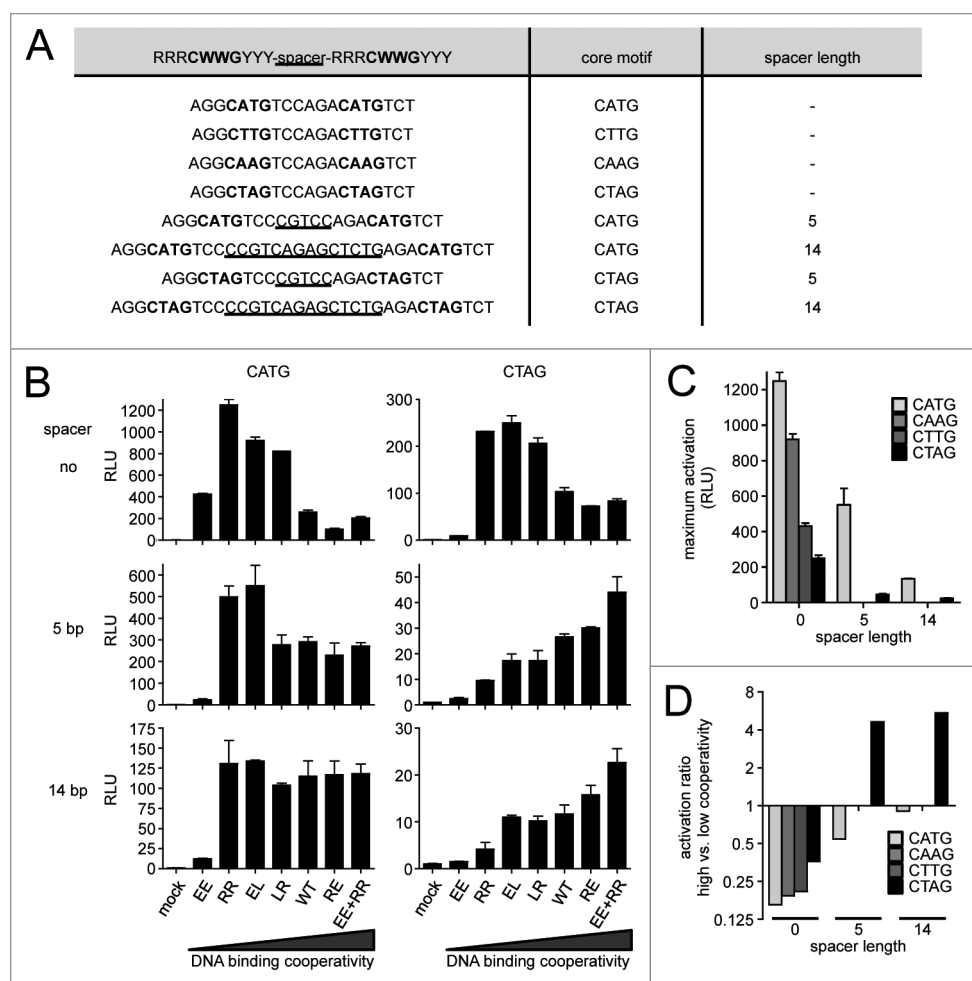 A
RRRCWWGYYY-spacer-RRRCWWGYYY core motif spacer length
AGGCATGTCCAGACATGTCT CATG -
AGGCTTGTCCAGACTTGTCT CTTG -
AGGCAAGTCCAGACAAGTCT CAAG -
AGGCTAGTCCAGACTAGTCT CTAG -
AGGCATGTCCCGTCCAGACATGTCT CATG 5
AGGCATGTCCCCGTCAGAGCTCTGAGACATGTCT CATG 14
AGGCTAGTCCCGTCCAGACTAGTCT CTAG 5
AGGCTAGTCCCCGTCAGAGCTCTGAGACTAGTCT CTAG 14
B
CATG CTAG
spacer
no
RLU
1200
1000
800
600
400
200
0
300
200
100
0
5 bp
RLU
600
500
400
300
200
100
0
50
40
30
20
10
0
14 bp
RLU
175
150
125
100
75
50
25
0
30
20
10
0
mock EE RR EL LR WT RE EE+RR
mock EE RR EL LR WT RE EE+RR
DNA binding cooperativity
DNA binding cooperativity
C
maximum activation
(RLU)
1200
1000
800
600
400
200
0
CATG
CAAG
CTTG
CTAG
0 5 14
spacer length
D
activation ratio
high vs. low cooperativity
8
4
2
1
0.5
0.25
0.125
CATG
CAAG
CTTG
CTAG
0 5 14
spacer length